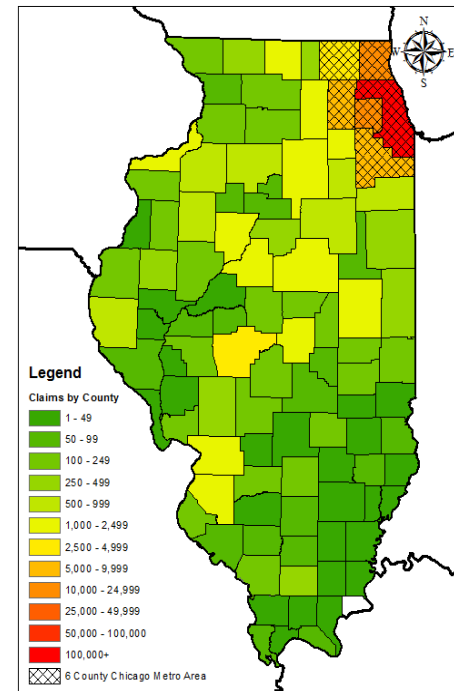 N
W
E
S
Legend
Claims by County
1 - 49
50 - 99
100 - 249
250 - 499
500 - 999
1,000 - 2,499
2,500 - 4,999
5,000 - 9,999
10,000 - 24,999
25,000 - 49,999
50,000 - 100,000
100,000+
6 County Chicago Metro Area